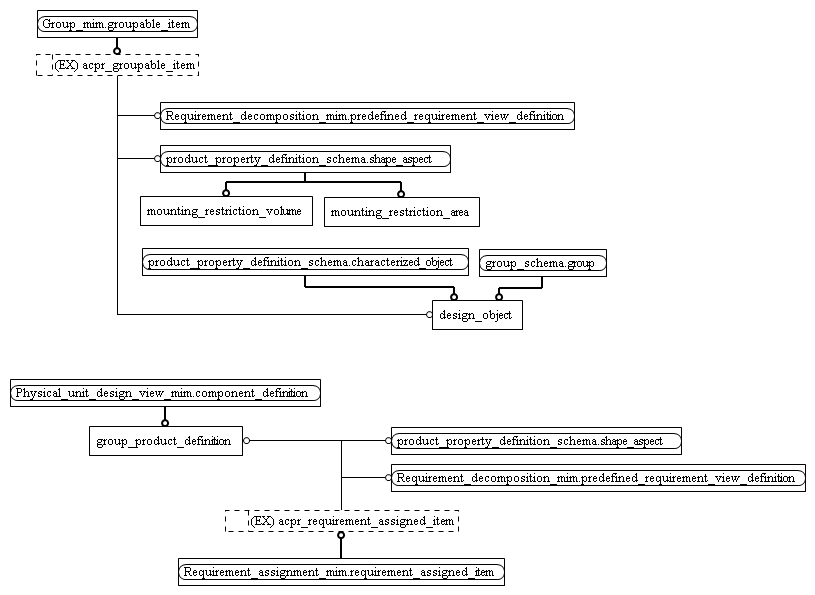 Group_mim.groupable_item
(EX) acpr_groupable_item
Requirement_decomposition_mim.predefined_requirement_view_definition
product_property_definition_schema.shape_aspect
mounting_restriction_volume
mounting_restriction_area
product_property_definition_schema.characterized_object
group_schema.group
design_object
Physical_unit_design_view_mim.component_definition
group_product_definition
product_property_definition_schema.shape_aspect
Requirement_decomposition_mim.predefined_requirement_view_definition
(EX) acpr_requirement_assigned_item
Requirement_assignment_mim.requirement_assigned_item